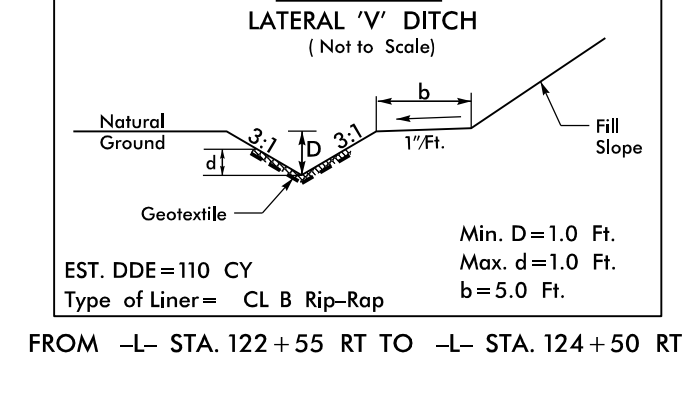 LATERAL 'V' DITCH
( Not to Scale)
b
Natural
Ground
3:1
D
3:1
1"/Ft.
Fill
Slope
d
Geotextile
Min. D=1.0 Ft.
Max. d=1.0 Ft.
b=5.0 Ft.
EST. DDE=110 CY
Type of Liner= CL B Rip-Rap
FROM -L- STA. 122+55 RT TO -L- STA. 124+50 RT